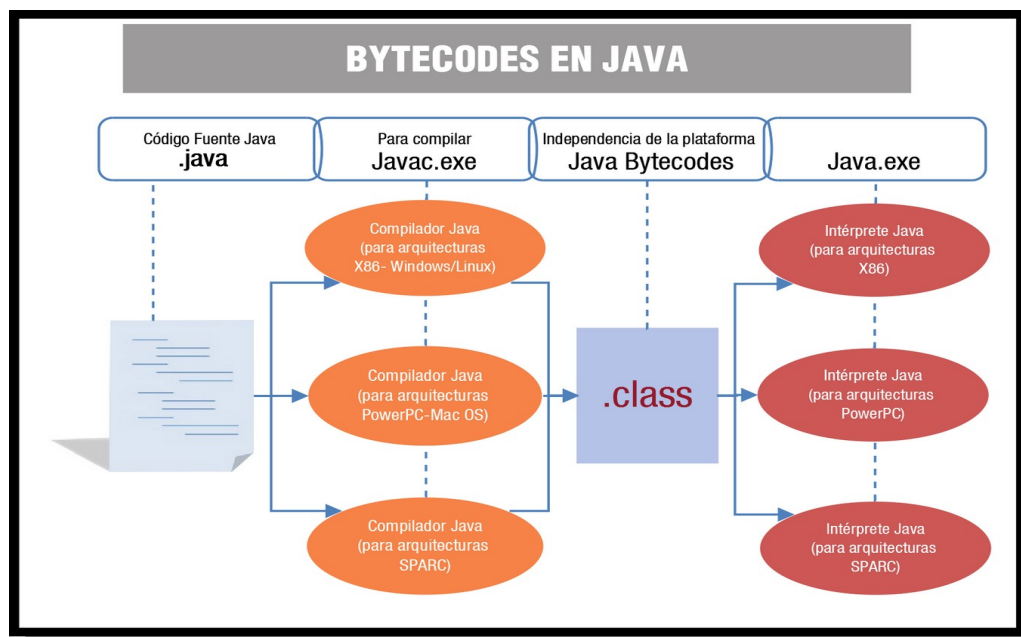 BYTECODES EN JAVA
Código Fuente Java
.java
Para compilar
Javac.exe
Independencia de la plataforma
Java Bytecodes
Java.exe
Compilador Java
(para arquitecturas
X86- Windows/Linux)
Compilador Java
(para arquitecturas
PowerPC-Mac OS)
Compilador Java
(para arquitecturas
SPARC)
.class
Intérprete Java
(para arquitecturas
X86)
Intérprete Java
(para arquitecturas
PowerPC)
Intérprete Java
(para arquitecturas
SPARC)